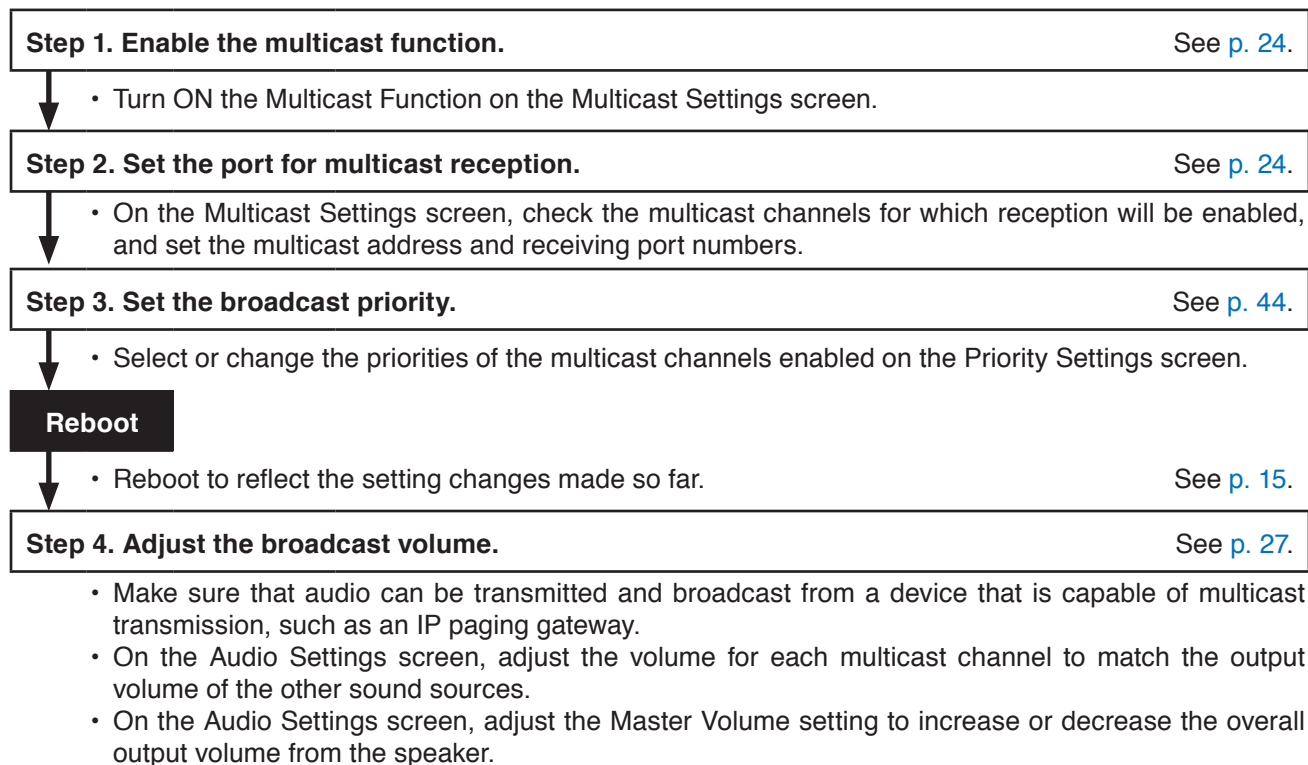 Step 1. Enable the multicast function. See p. 24.
• Turn ON the Multicast Function on the Multicast Settings screen.
Step 2. Set the port for multicast reception. See p. 24.
• On the Multicast Settings screen, check the multicast channels for which reception will be enabled,
and set the multicast address and receiving port numbers.
Step 3. Set the broadcast priority. See p. 44.
• Select or change the priorities of the multicast channels enabled on the Priority Settings screen.
Reboot
• Reboot to reflect the setting changes made so far. See p. 15.
Step 4. Adjust the broadcast volume. See p. 27.
• Make sure that audio can be transmitted and broadcast from a device that is capable of multicast
transmission, such as an IP paging gateway.
• On the Audio Settings screen, adjust the volume for each multicast channel to match the output
volume of the other sound sources.
• On the Audio Settings screen, adjust the Master Volume setting to increase or decrease the overall
output volume from the speaker.